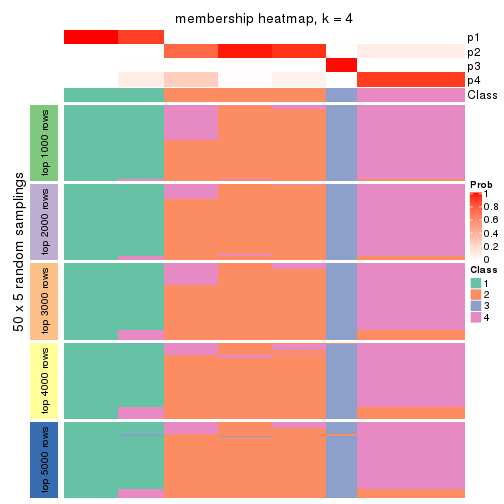 membership heatmap, k = 4
p1
p2
p3
p4
Class
50 x 5 random samplings
top 1000 rows
top 2000 rows
top 3000 rows
top 4000 rows
top 5000 rows
Prob
1
0.8
0.6
0.4
0.2
0
Class
1
2
3
4